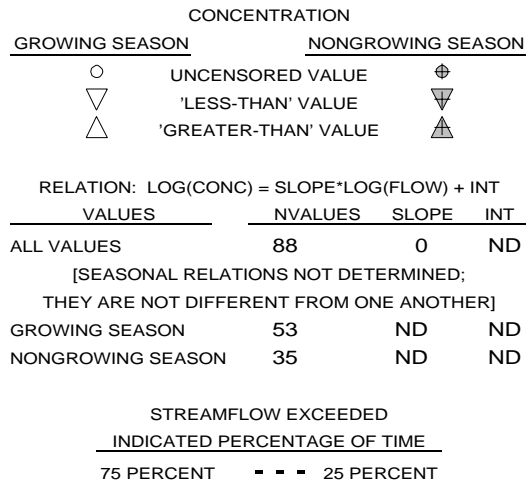 CONCENTRATION
GROWING SEASON NONGROWING SEASON
UNCENSORED VALUE
'LESS-THAN' VALUE
'GREATER-THAN' VALUE
RELATION: LOG(CONC) = SLOPE*LOG(FLOW) + INT
VALUES NVALUES SLOPE INT
ALL VALUES 88 0 ND
[SEASONAL RELATIONS NOT DETERMINED;
THEY ARE NOT DIFFERENT FROM ONE ANOTHER]
GROWING SEASON 53 ND ND
NONGROWING SEASON 35 ND ND
STREAMFLOW EXCEEDED
INDICATED PERCENTAGE OF TIME
75 PERCENT 25 PERCENT